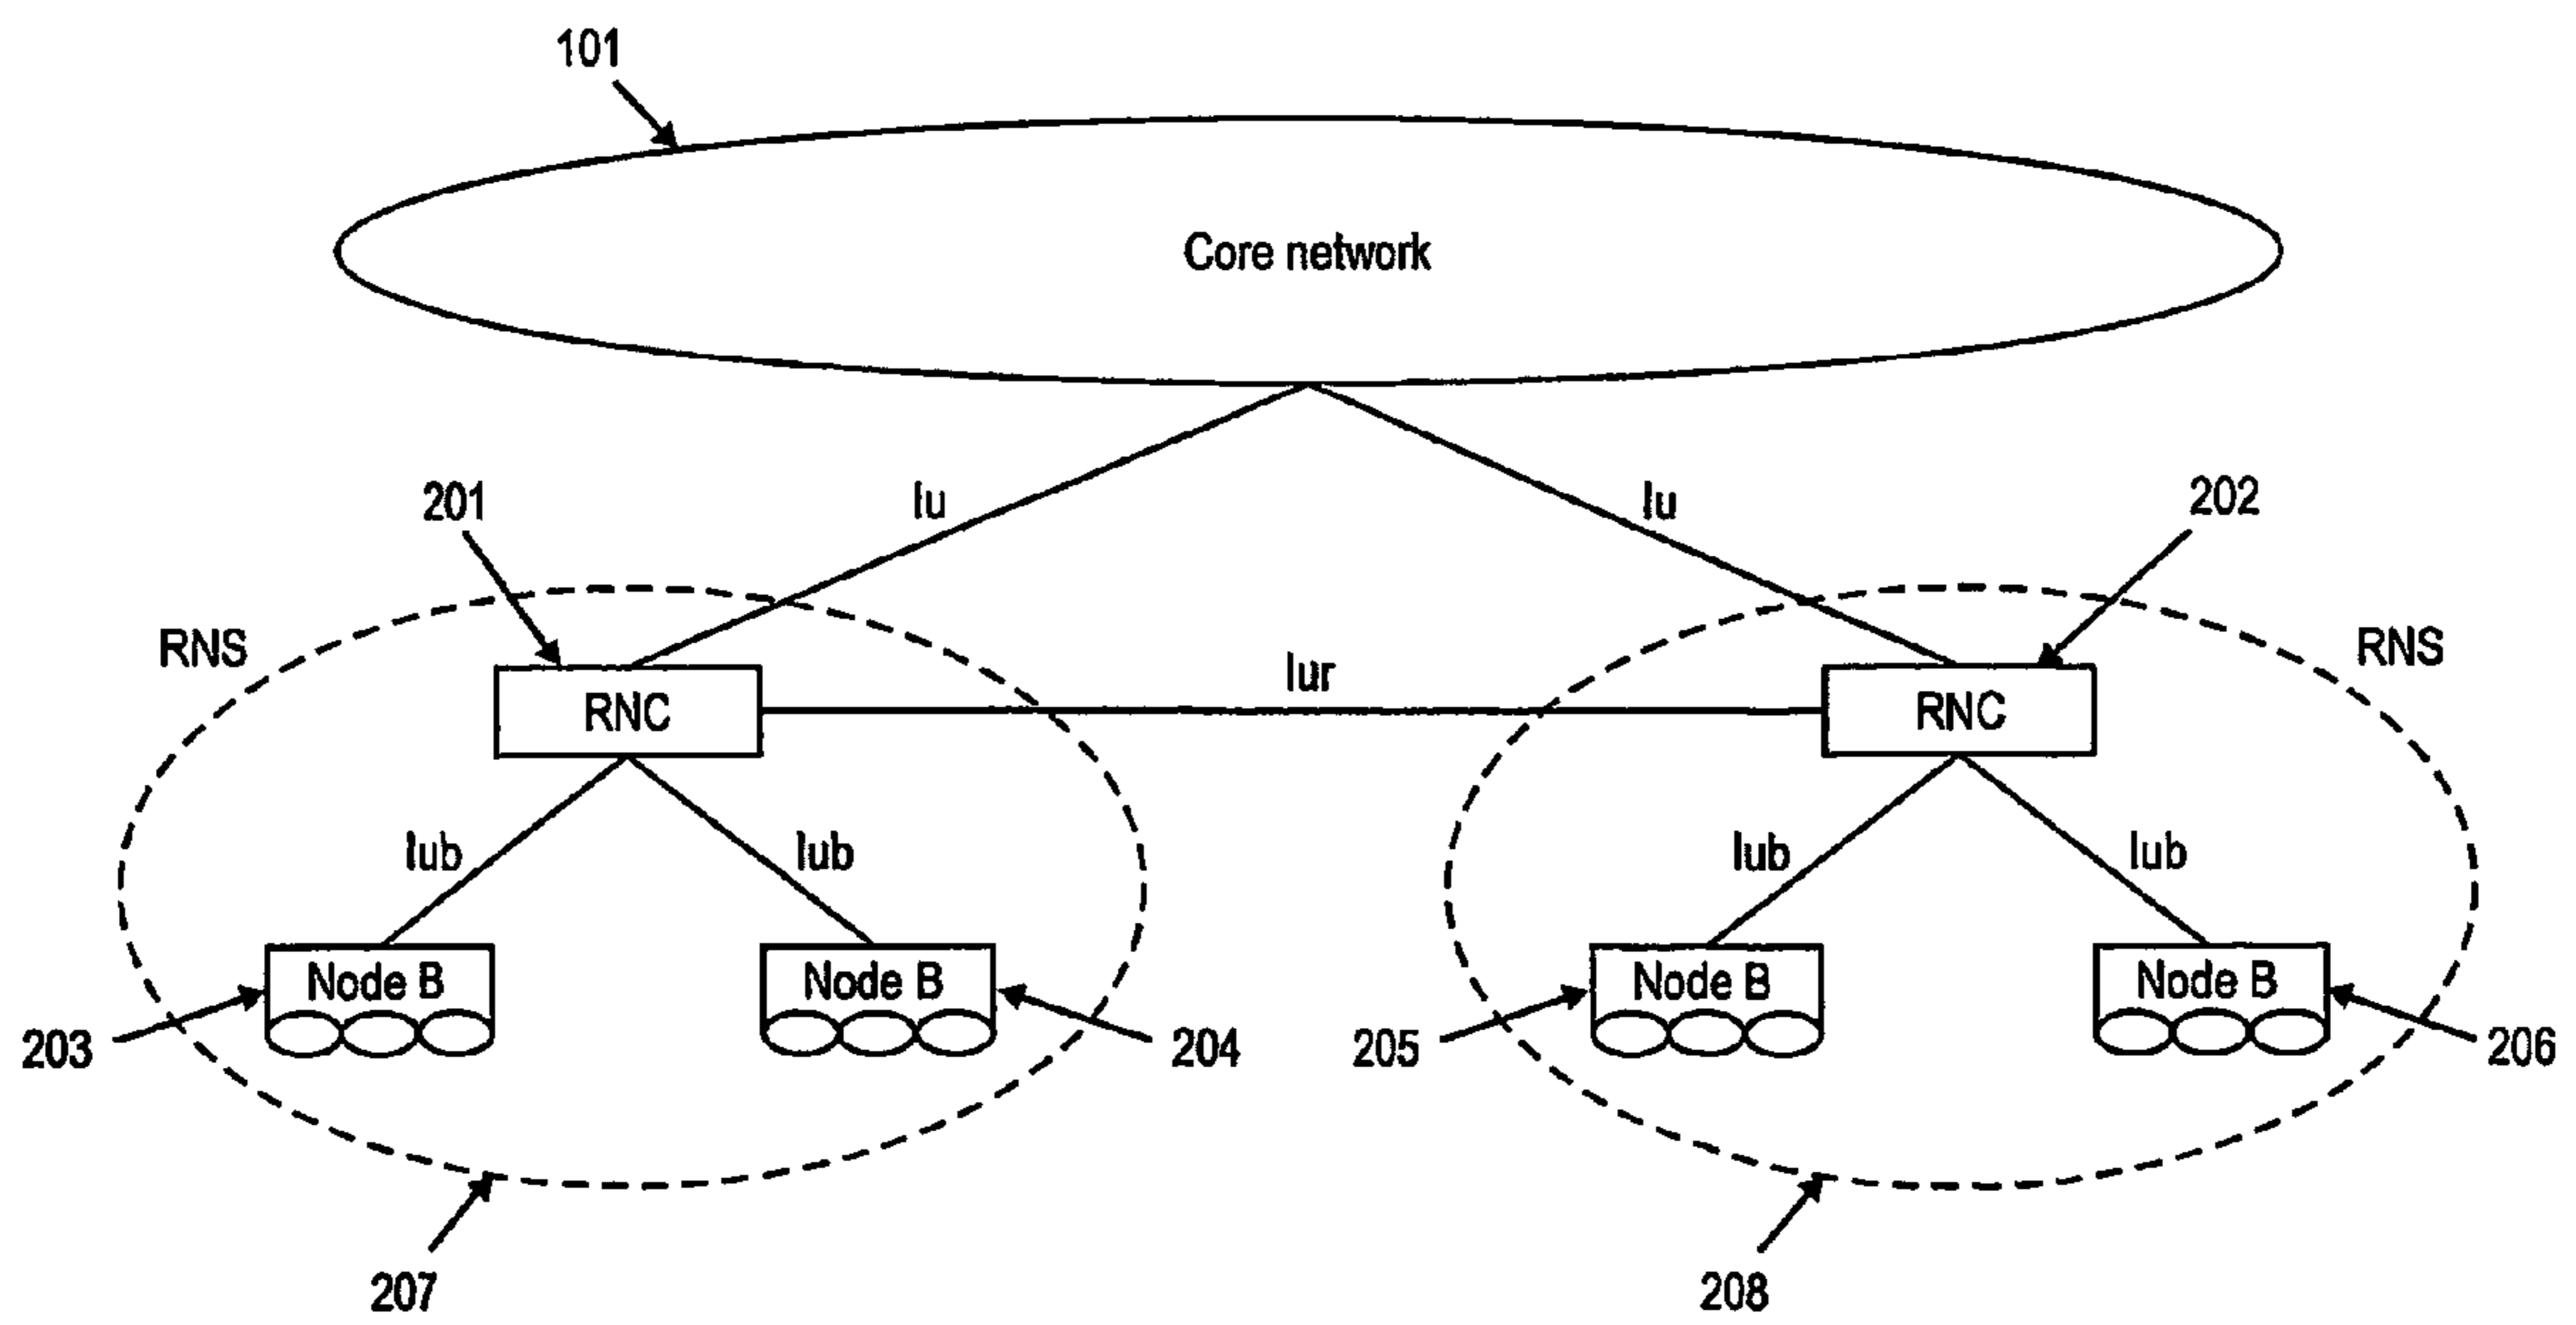 101
Core network
201
Iu
Iu
202
RNS
RNS
RNC
Iur
RNC
Iub
Iub
Iub
Iub
Node B
Node B
Node B
Node B
203
204
205
206
207
208